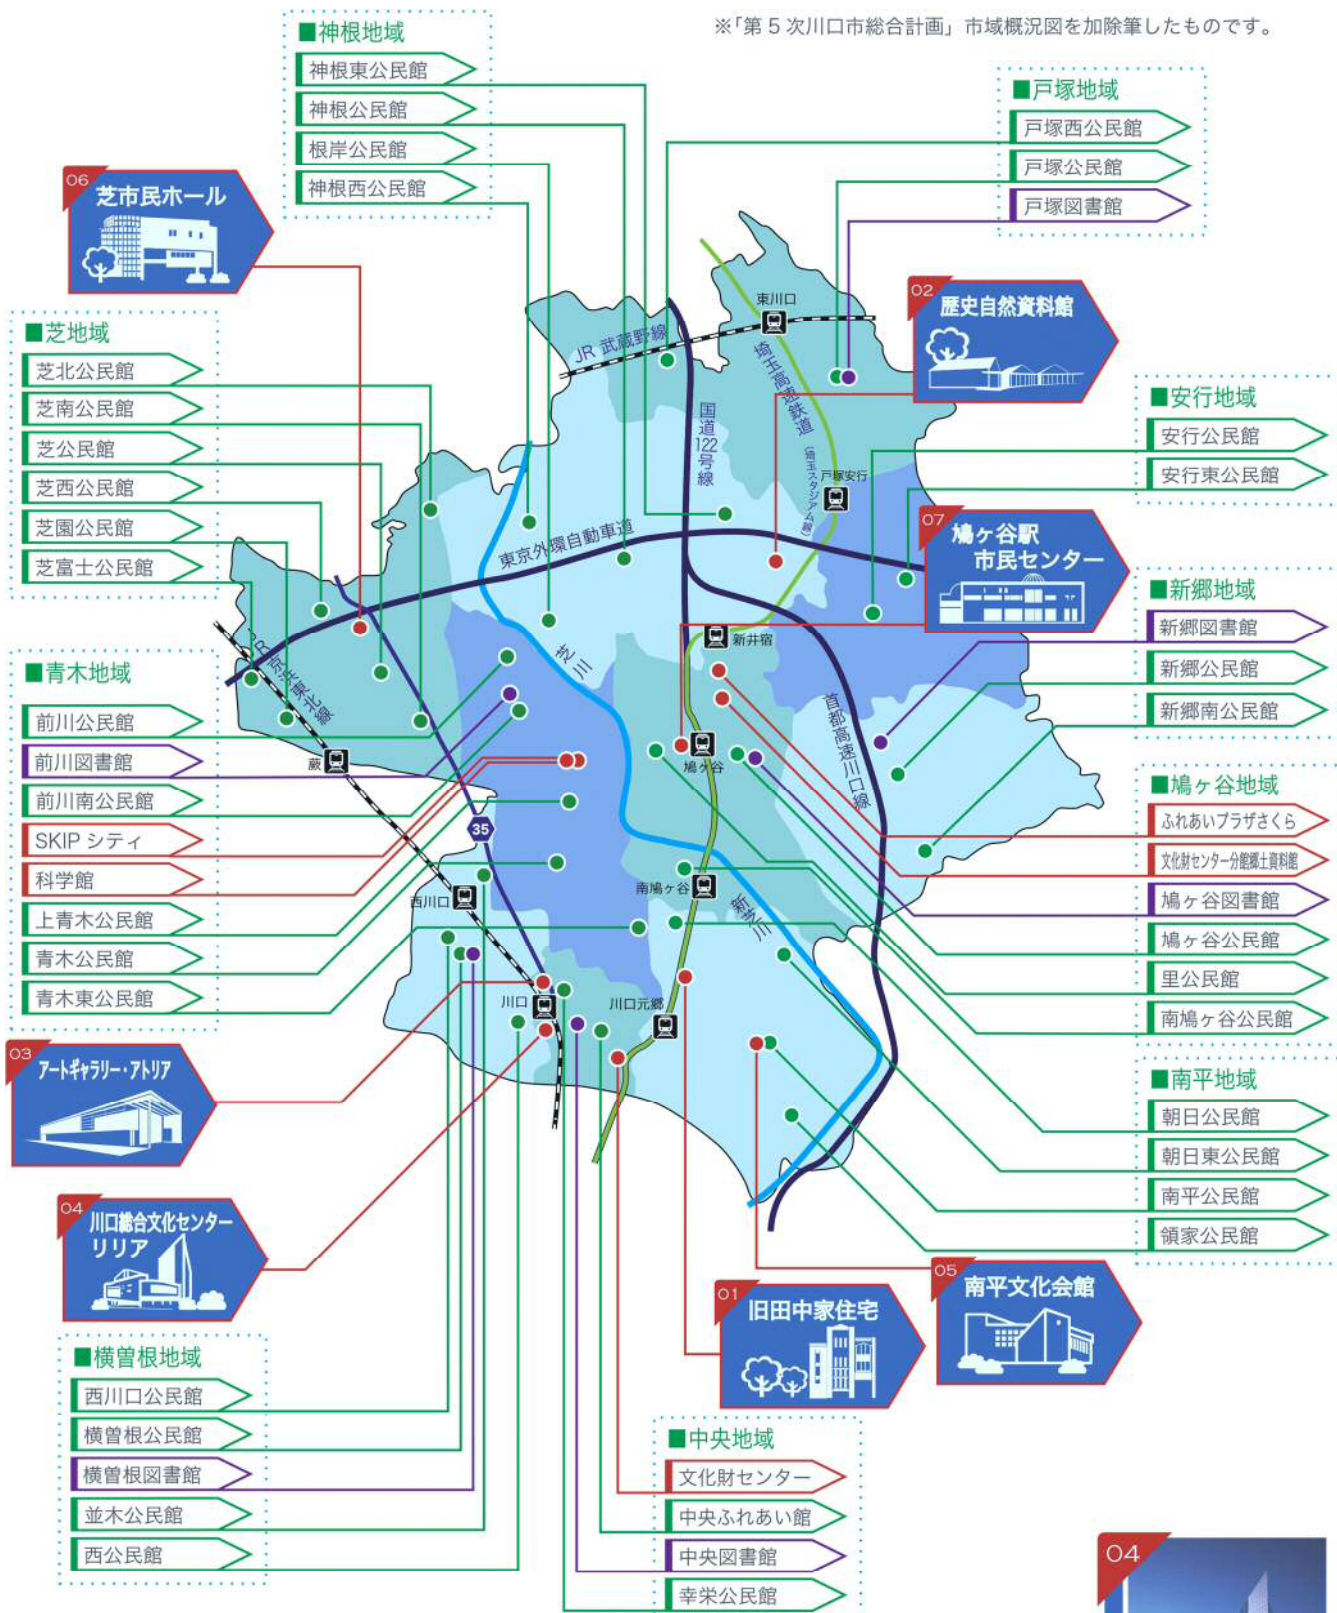 ※「第 5 次川口市総合計画」市域概況図を加除筆したものです。
■神根地域
神根東公民館
神根公民館
根岸公民館
神根西公民館
■戸塚地域
戸塚西公民館
戸塚公民館
戸塚図書館
06
芝市民ホール
02
歴史自然資料館
■芝地域
芝北公民館
芝南公民館
芝公民館
芝西公民館
芝園公民館
芝富士公民館
■安行地域
安行公民館
安行東公民館
07
鳩ヶ谷駅
市民センター
■新郷地域
新郷図書館
新郷公民館
新郷南公民館
■青木地域
前川公民館
前川図書館
前川南公民館
SKIP シティ
科学館
上青木公民館
青木公民館
青木東公民館
■鳩ヶ谷地域
ふれあいプラザさくら
文化財センター分館郷土資料館
鳩ヶ谷図書館
鳩ヶ谷公民館
里公民館
南鳩ヶ谷公民館
■南平地域
朝日公民館
朝日東公民館
南平公民館
領家公民館
東川口
JR 武蔵野線
埼玉高速鉄道
(埼玉スタジアム線)
国道122号線
戸塚安行
東京外環自動車道
新井宿
芝川
JR京浜東北線
首都高速川口線
蕨
鳩ヶ谷
35
西川口
南鳩ヶ谷
新芝川
川口
川口元郷
03
アートギャラリー・アトリア
04
川口総合文化センター
リリア
01
旧田中家住宅
05
南平文化会館
■横曽根地域
西川口公民館
横曽根公民館
横曽根図書館
並木公民館
西公民館
■中央地域
文化財センター
中央ふれあい館
中央図書館
幸栄公民館
04